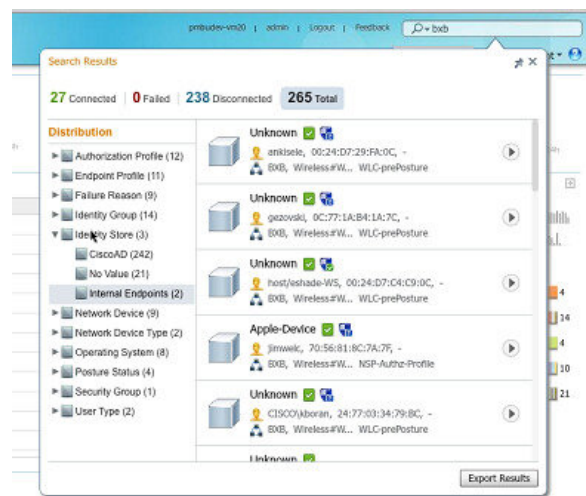 pmbudev-vm20 | admin | Logout | Feedback
bxb
Search Results
27 Connected | 0 Failed | 238 Disconnected 265 Total
Distribution
Authorization Profile (12)
Endpoint Profile (11)
Failure Reason (9)
Identity Group (14)
Identity Store (3)
CiscoAD (242)
No Value (21)
Internal Endpoints (2)
Network Device (9)
Network Device Type (2)
Operating System (8)
Posture Status (4)
Security Group (1)
User Type (2)
Unknown
ankisele, 00:24:D7:29:FA:0C, -
BXB, Wireless#W... WLC-prePosture
Unknown
gezovski, 0C:77:1A:B4:1A:7C, -
BXB, Wireless#W... WLC-prePosture
Unknown
host/eshade-WS, 00:24:D7:C4:C9:0C, -
BXB, Wireless#W... WLC-prePosture
Apple-Device
jimwelc, 70:56:81:8C:7A:7F, -
BXB, Wireless#W... NSP-Authz-Profile
Unknown
CISCO\kboran, 24:77:03:34:79:BC, -
BXB, Wireless#W... WLC-prePosture
Unknown
4
14
4
10
21
Export Results